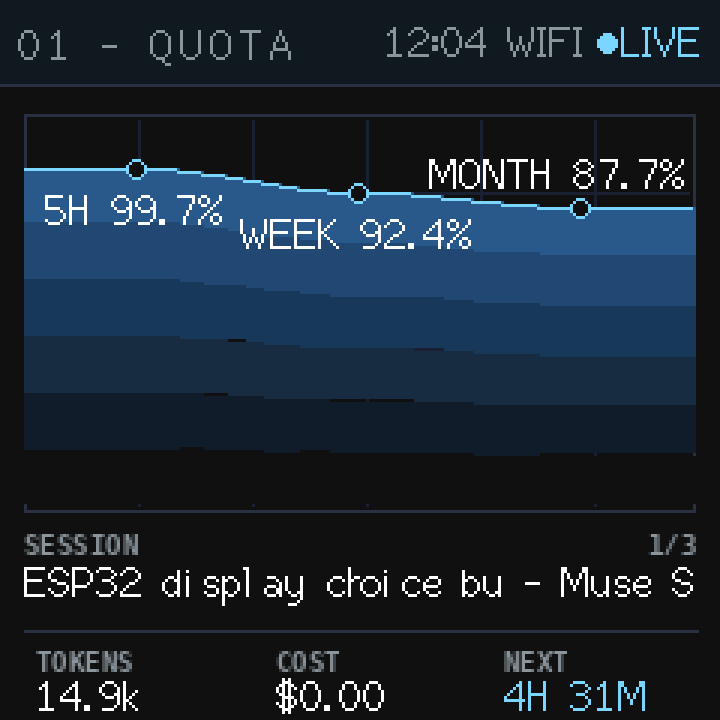 01 - QUOTA 12:04 WIFI LIVE
MONTH 87.7%
5H 99.7%
WEEK 92.4%
SESSION 1/3
ESP32 display choice bu - Muse S
TOKENS COST NEXT
14.9k $0.00 4H 31M